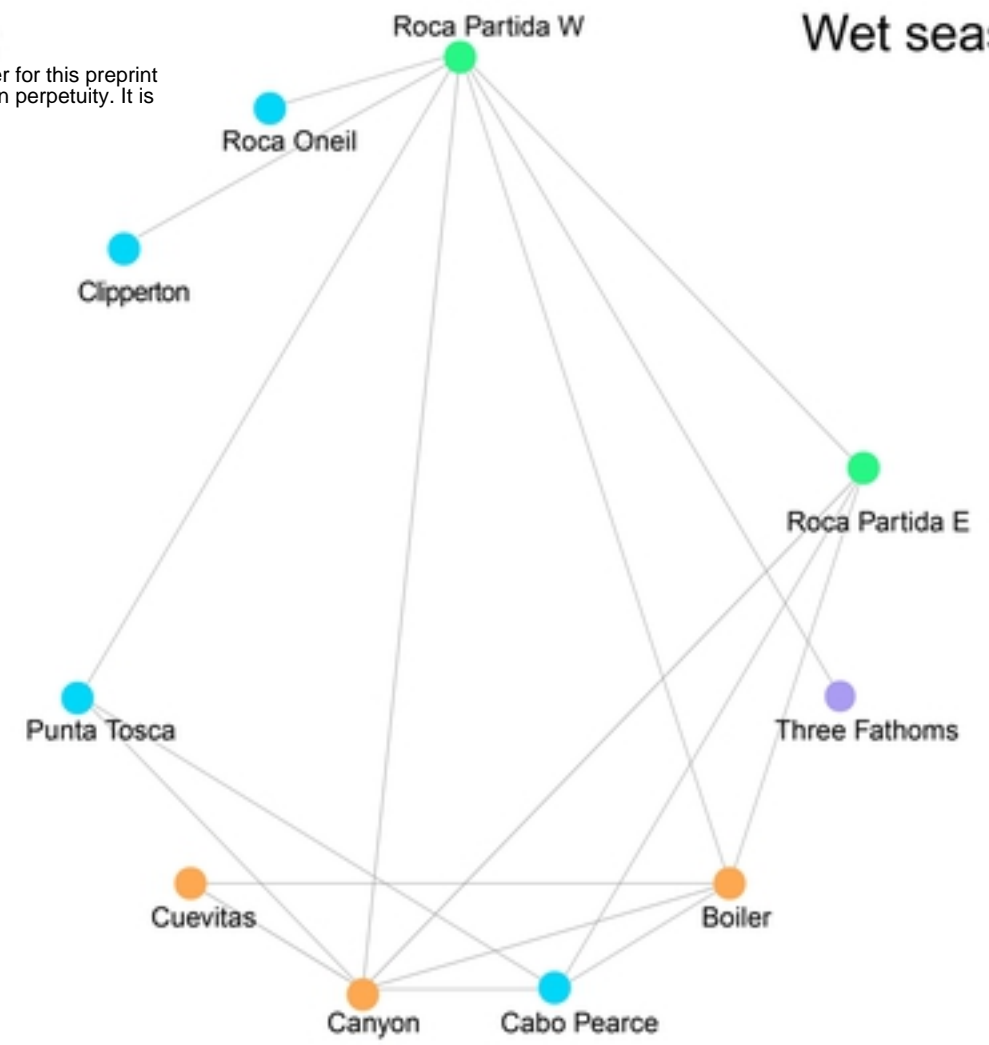 Roca Partida W
Wet seas
er for this preprint
n perpetuity. It is
Roca Oneil
Clipperton
Roca Partida E
Punta Tosca
Three Fathoms
Cuevitas
Boiler
Canyon
Cabo Pearce